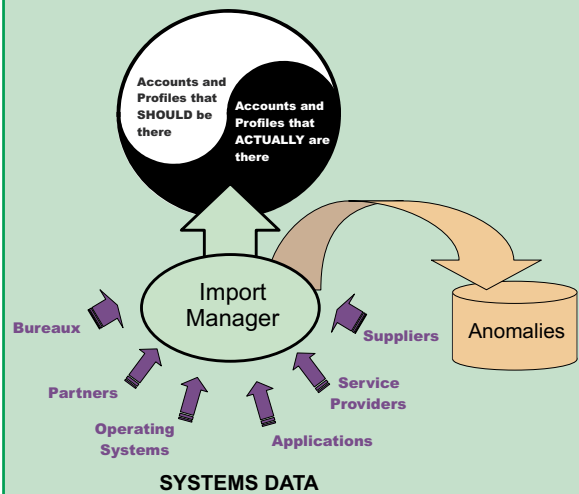 Accounts and
Profiles that
SHOULD be
there
Accounts and
Profiles that
ACTUALLY are
there
Import
Manager
Anomalies
Bureaux
Suppliers
Partners
Service
Providers
Operating
Systems
Applications
SYSTEMS DATA